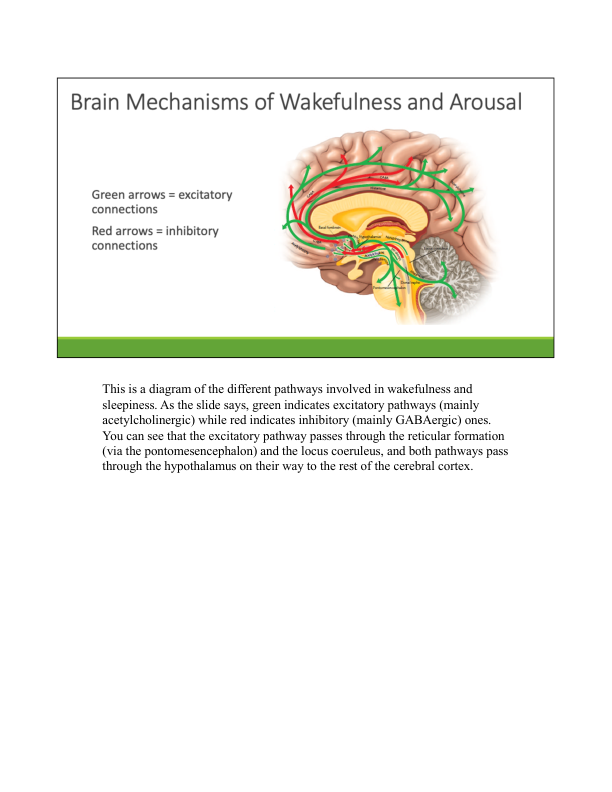 Brain Mechanisms of Wakefulness and Arousal
Green arrows = excitatory
connections
Red arrows = inhibitory
connections
Basal forebrain
Hypothalamus
Pontomesencephalon
This is a diagram of the different pathways involved in wakefulness and
sleepiness. As the slide says, green indicates excitatory pathways (mainly
acetylcholinergic) while red indicates inhibitory (mainly GABAergic) ones.
You can see that the excitatory pathway passes through the reticular formation
(via the pontomesencephalon) and the locus coeruleus, and both pathways pass
through the hypothalamus on their way to the rest of the cerebral cortex.